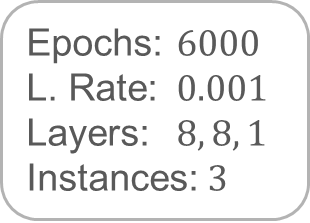 Epochs: 6000
L. Rate: 0.001
Layers: 8, 8, 1
Instances: 3